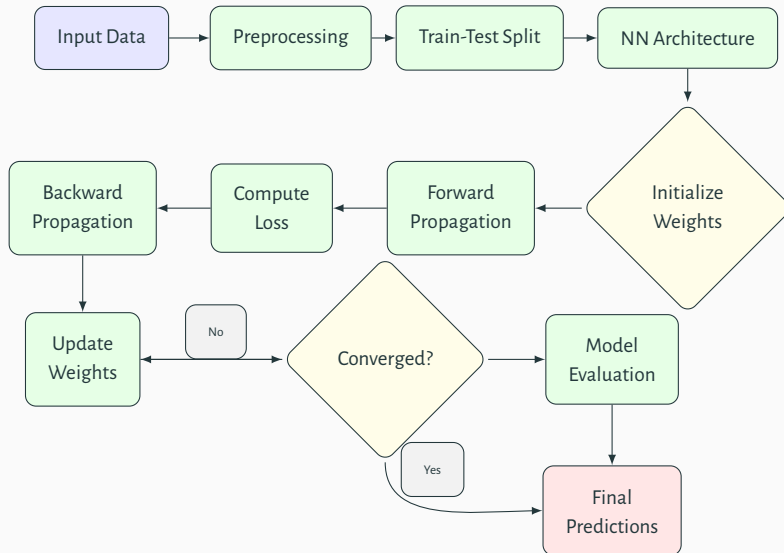 Input Data
Preprocessing
Train-Test Split
NN Architecture
Initialize
Weights
Forward
Propagation
Compute
Loss
Backward
Propagation
Update
Weights
No
Converged?
Model
Evaluation
Yes
Final
Predictions